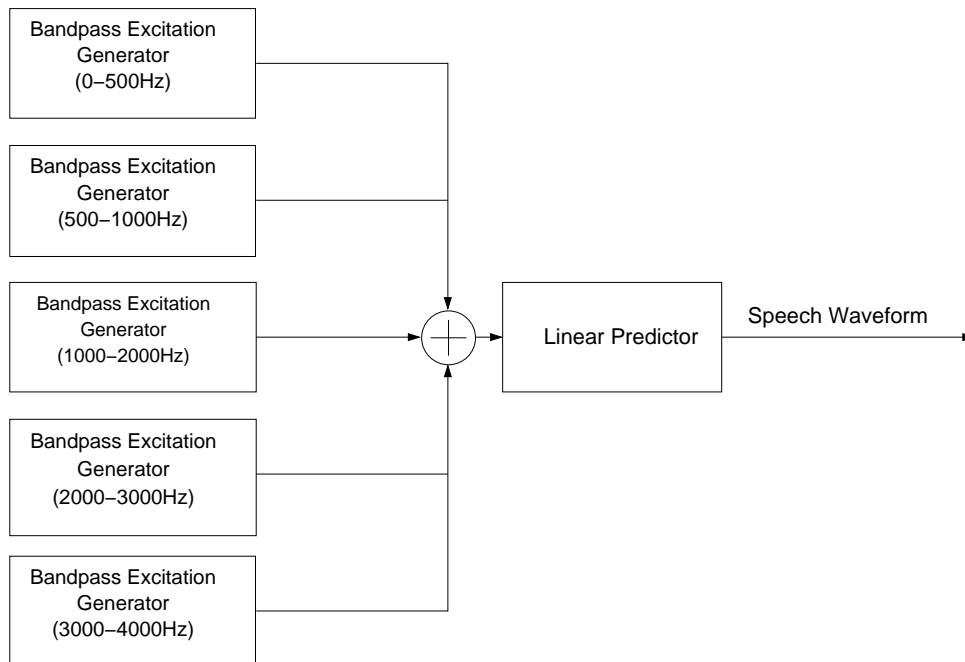 Bandpass Excitation
Generator
(0–500Hz)
Bandpass Excitation
Generator
(500–1000Hz)
Bandpass Excitation
Generator
(1000–2000Hz)
Bandpass Excitation
Generator
(2000–3000Hz)
Bandpass Excitation
Generator
(3000–4000Hz)
Linear Predictor
Speech Waveform